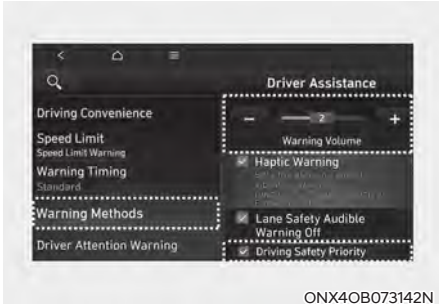 Driver Assistance
Driving Convenience
Speed Limit
Speed Limit Warning
Warning Timing
Standard
Warning Methods
Driver Attention Warning
2
Warning Volume
Haptic Warning
Lane Safety Audible
Warning Off
Driving Safety Priority
ONX4OB073142N